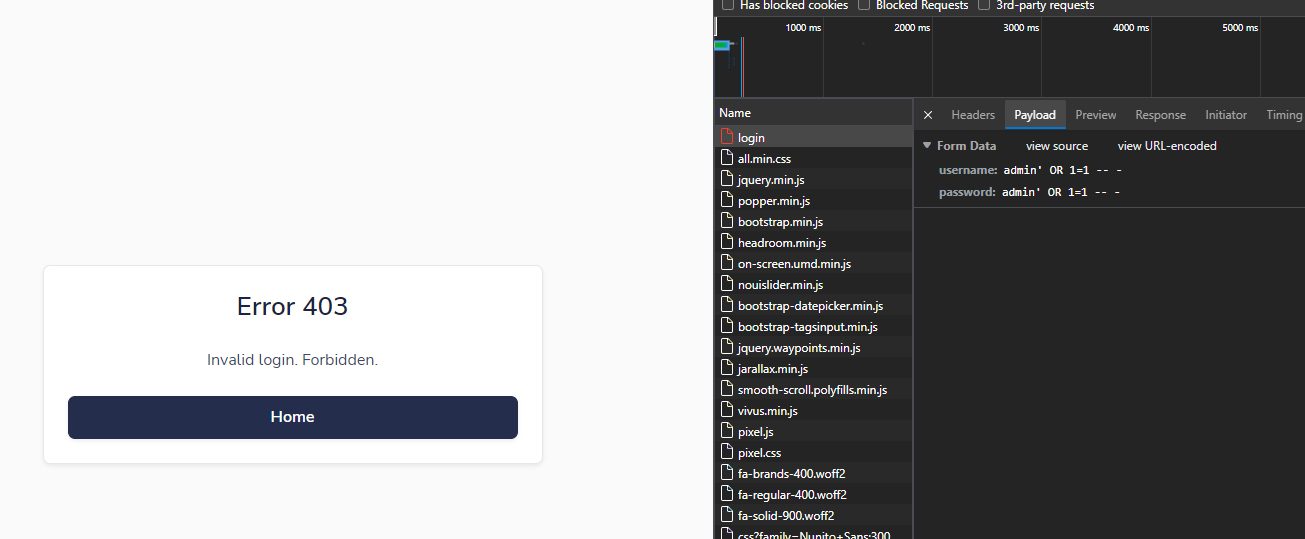 Has blocked cookies Blocked Requests 3rd-party requests
1000 ms 2000 ms 3000 ms 4000 ms 5000 ms
Name
login
all.min.css
jquery.min.js
popper.min.js
bootstrap.min.js
headroom.min.js
on-screen.umd.min.js
nouislider.min.js
bootstrap-datepicker.min.js
bootstrap-tagsinput.min.js
jquery.waypoints.min.js
jarallax.min.js
smooth-scroll.polyfills.min.js
vivus.min.js
pixel.js
pixel.css
fa-brands-400.woff2
fa-regular-400.woff2
fa-solid-900.woff2
css?family=Nunito+Sans:300
Headers Payload Preview Response Initiator Timing
Form Data view source view URL-encoded
username: admin' OR 1=1 -- -
password: admin' OR 1=1 -- -
Error 403
Invalid login. Forbidden.
Home